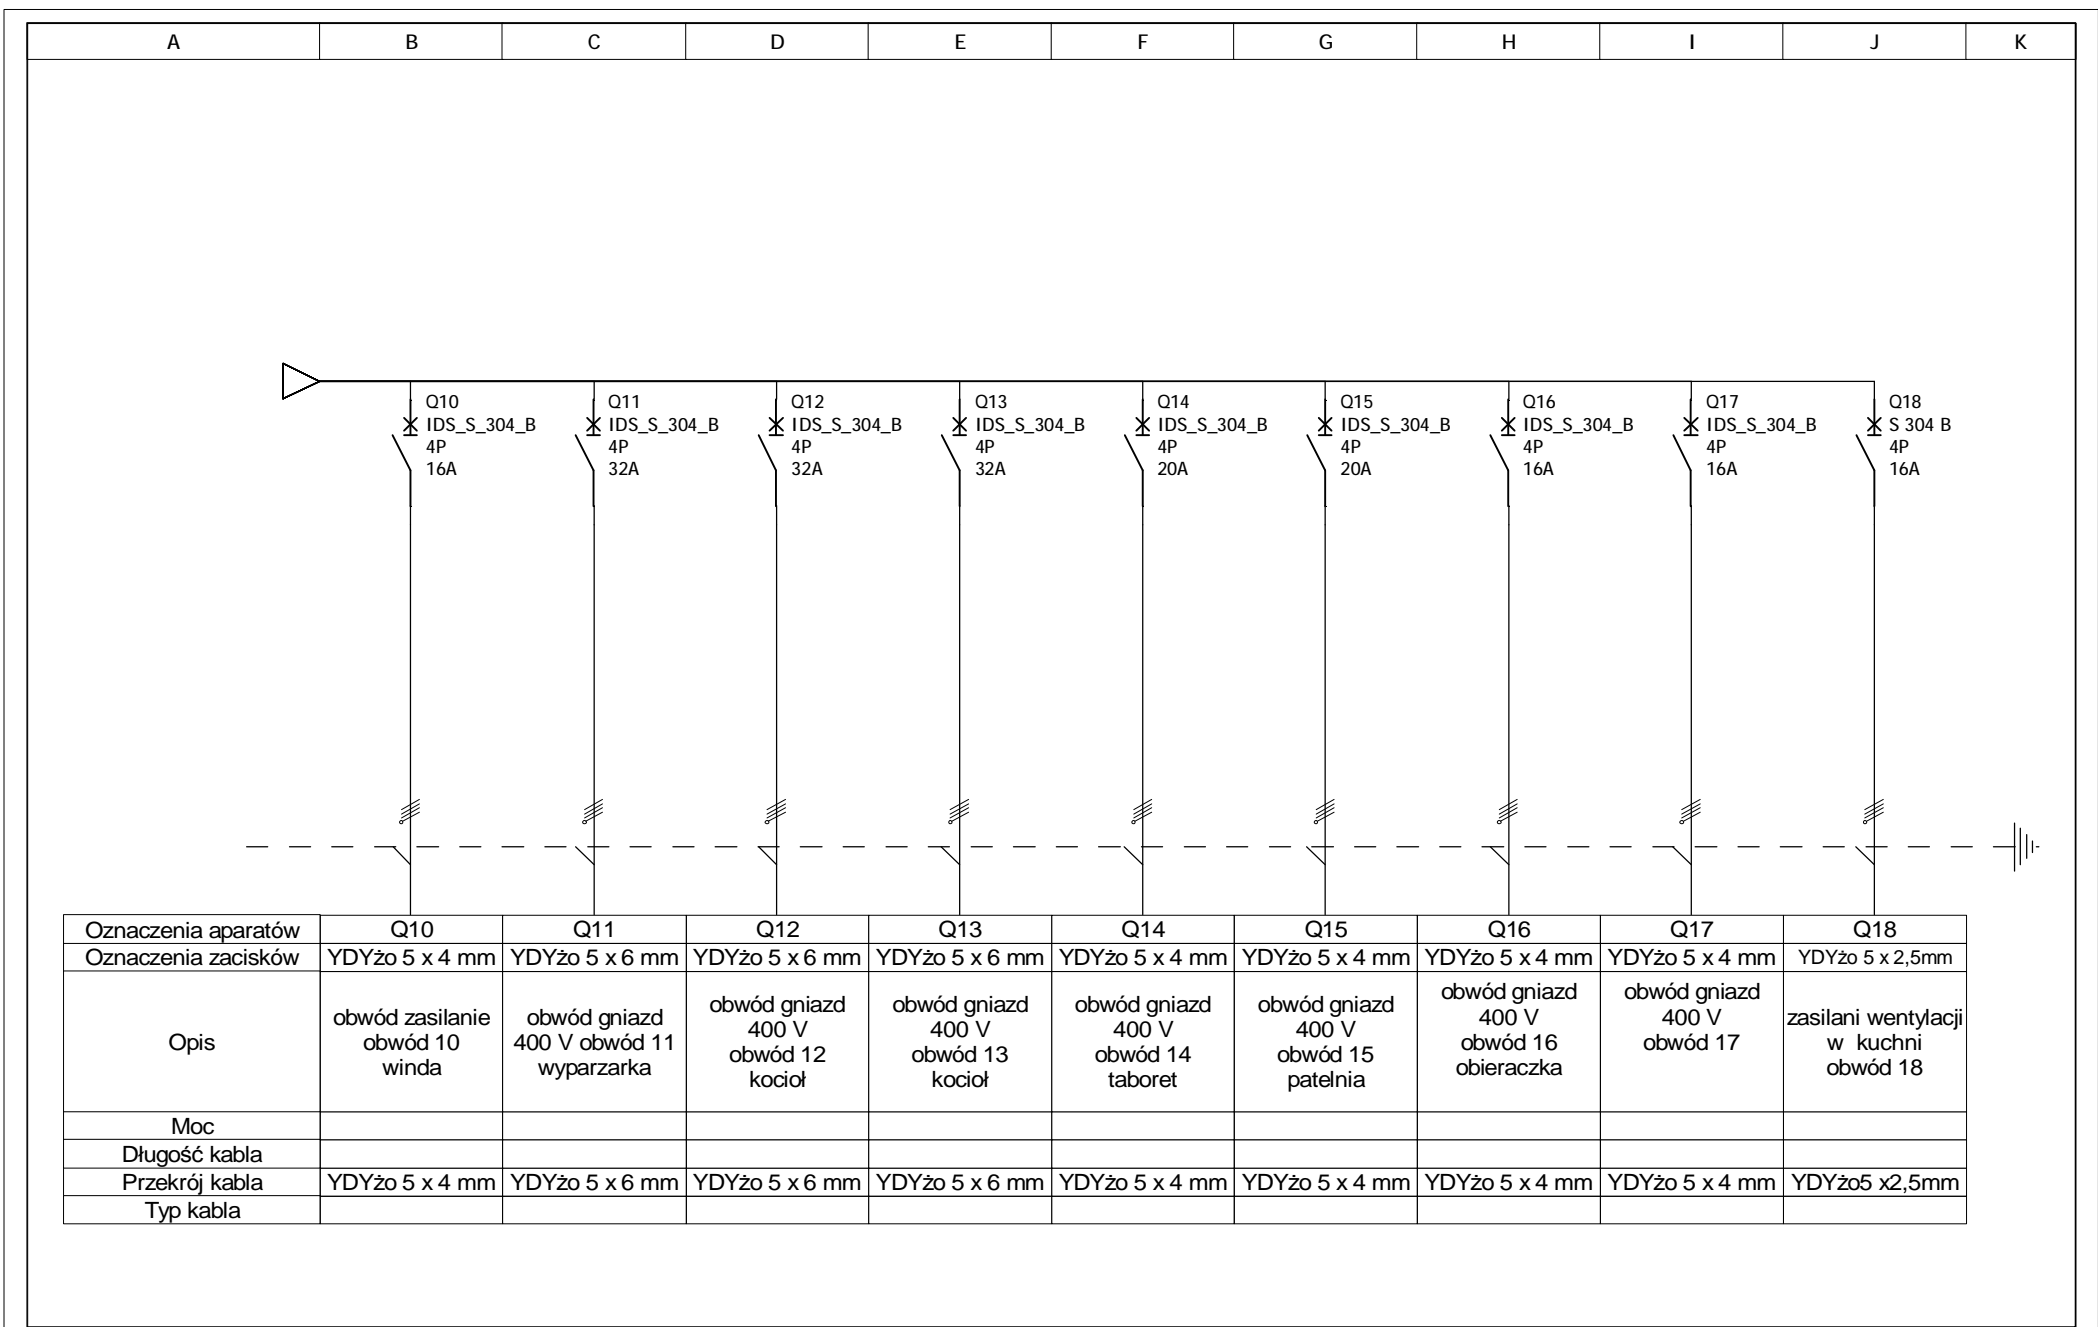 A B C D E F G H I J K
Q10 Q11 Q12 Q13 Q14 Q15 Q16 Q17 Q18
IDS_S_304_B IDS_S_304_B IDS_S_304_B IDS_S_304_B IDS_S_304_B IDS_S_304_B IDS_S_304_B IDS_S_304_B S 304 B
4P 4P 4P 4P 4P 4P 4P 4P 4P
16A 32A 32A 32A 20A 20A 16A 16A 16A
Oznaczenia aparatów Q10 Q11 Q12 Q13 Q14 Q15 Q16 Q17 Q18
Oznaczenia zacisków YDYżo 5 x 4 mm YDYżo 5 x 6 mm YDYżo 5 x 6 mm YDYżo 5 x 6 mm YDYżo 5 x 4 mm YDYżo 5 x 4 mm YDYżo 5 x 4 mm YDYżo 5 x 4 mm YDYżo 5 x 2,5mm
Opis
obwód zasilanie
obwód 10
winda
obwód gniazd
400 V obwód 11
wyparzarka
obwód gniazd
400 V
obwód 12
kocioł
obwód gniazd
400 V
obwód 13
kocioł
obwód gniazd
400 V
obwód 14
taboret
obwód gniazd
400 V
obwód 15
patelnia
obwód gniazd
400 V
obwód 16
obieraczka
obwód gniazd
400 V
obwód 17
zasilani wentylacji
w kuchni
obwód 18
Moc
Długość kabla
Przekrój kabla YDYżo 5 x 4 mm YDYżo 5 x 6 mm YDYżo 5 x 6 mm YDYżo 5 x 6 mm YDYżo 5 x 4 mm YDYżo 5 x 4 mm YDYżo 5 x 4 mm YDYżo 5 x 4 mm YDYżo5 x2,5mm
Typ kabla